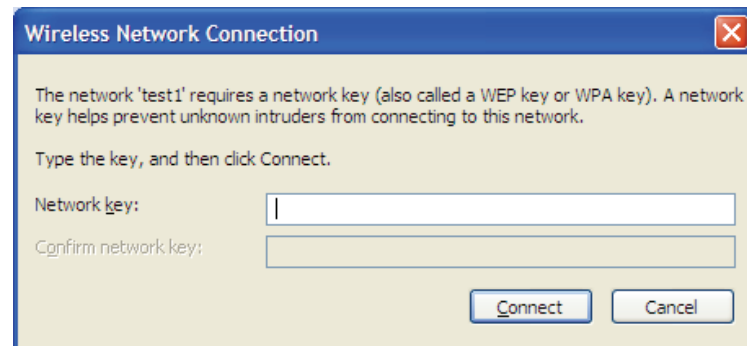 Wireless Network Connection
The network 'test1' requires a network key (also called a WEP key or WPA key). A network
key helps prevent unknown intruders from connecting to this network.
Type the key, and then click Connect.
Network key:
Confirm network key:
Connect Cancel